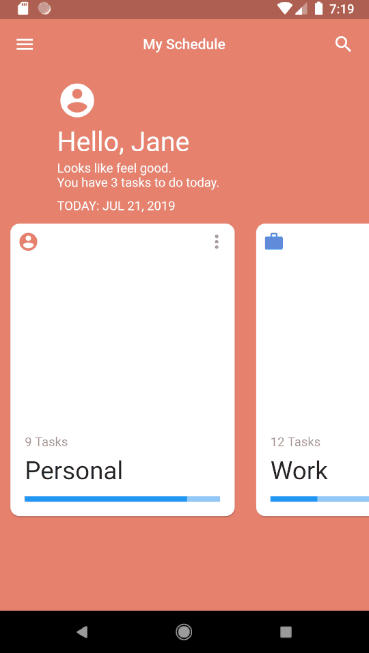 7:19
My Schedule
Hello, Jane
Looks like feel good.
You have 3 tasks to do today.
TODAY: JUL 21, 2019
9 Tasks
Personal
12 Tasks
Work